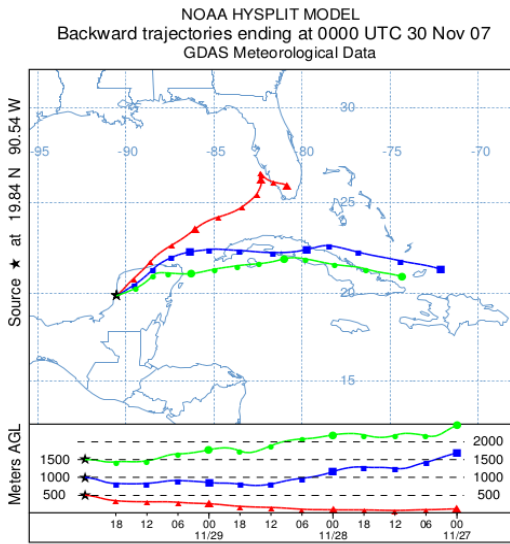 NOAA HYSPLIT MODEL
Backward trajectories ending at 0000 UTC 30 Nov 07
GDAS Meteorological Data
Source ★ at 19.84 N 90.54 W
30
-95 -90 -85 -80 -75 -70
25
20
15
Meters AGL
2000
1500 1500
1000 1000
500 500
18 12 06 00 18 12 06 00 18 12 06 00
11/29 11/28 11/27